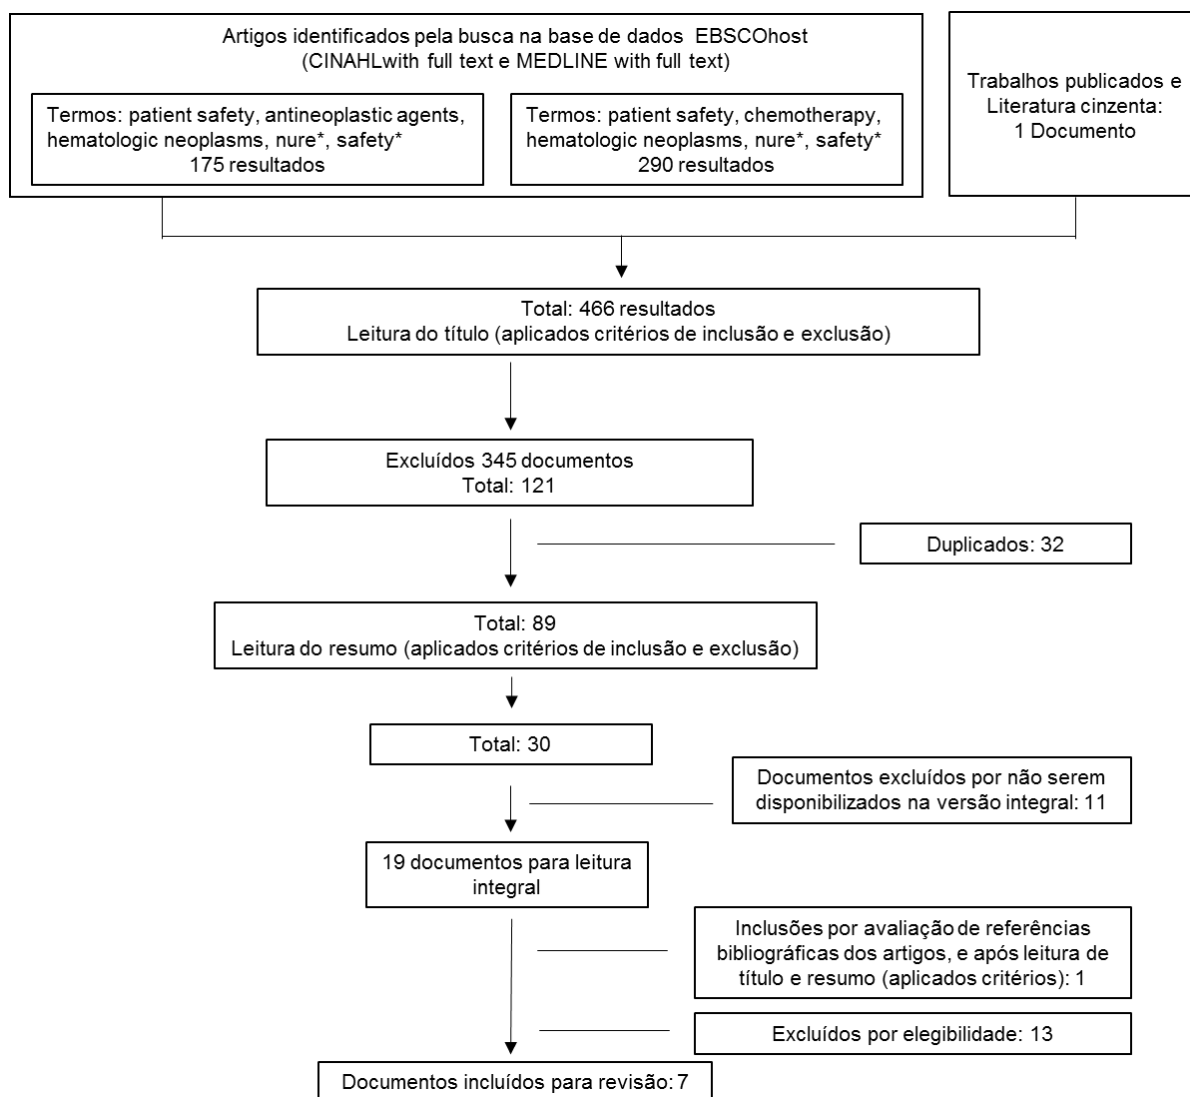 Artigos identificados pela busca na base de dados EBSCOhost
(CINAHLwith full text e MEDLINE with full text)
Termos: patient safety, antineoplastic agents,
hematologic neoplasms, nure*, safety*
175 resultados
Termos: patient safety, chemotherapy,
hematologic neoplasms, nure*, safety*
290 resultados
Trabalhos publicados e
Literatura cinzenta:
1 Documento
Total: 466 resultados
Leitura do título (aplicados critérios de inclusão e exclusão)
Excluídos 345 documentos
Total: 121
Duplicados: 32
Total: 89
Leitura do resumo (aplicados critérios de inclusão e exclusão)
Total: 30
Documentos excluídos por não serem
disponibilizados na versão integral: 11
19 documentos para leitura
integral
Inclusões por avaliação de referências
bibliográficas dos artigos, e após leitura de
título e resumo (aplicados critérios): 1
Excluídos por elegibilidade: 13
Documentos incluídos para revisão: 7